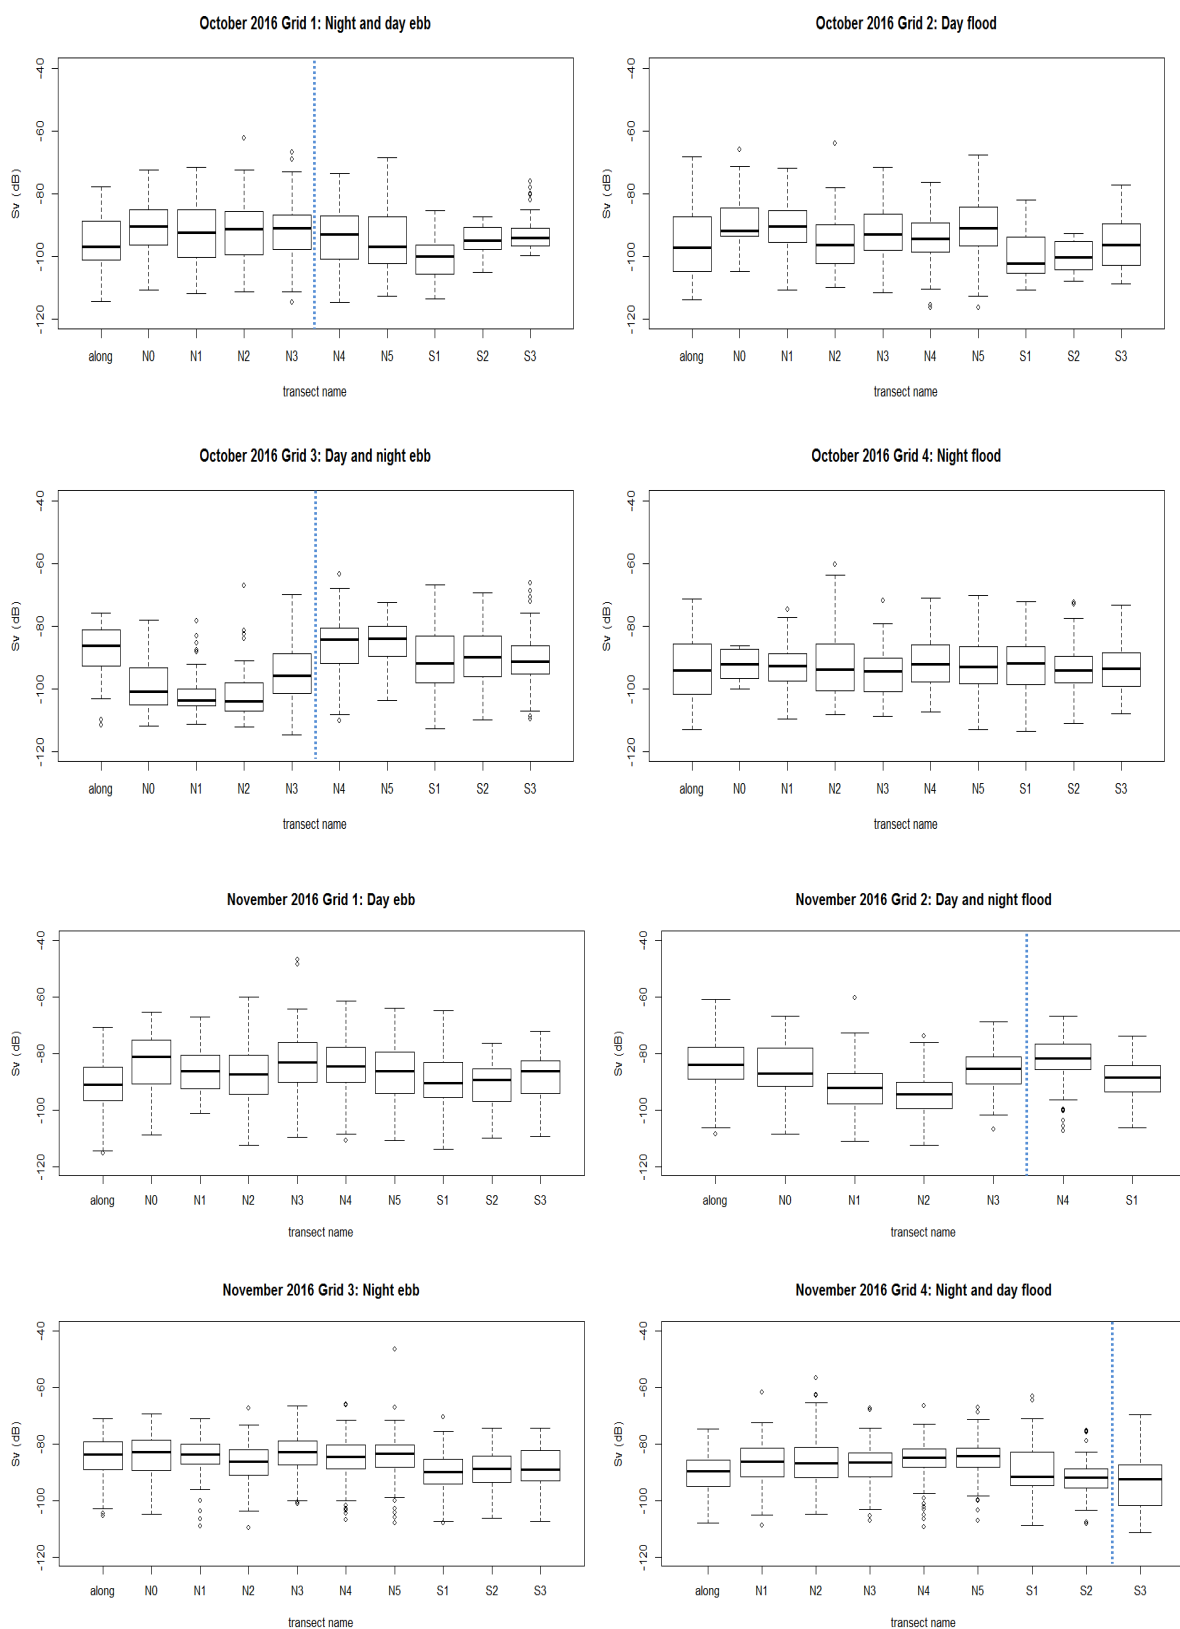 October 2016 Grid 1: Night and day ebb
Sv (dB)
-40
-60
-80
-100
-120
along N0 N1 N2 N3 N4 N5 S1 S2 S3
transect name
October 2016 Grid 2: Day flood
Sv (dB)
-40
-60
-80
-100
-120
along N0 N1 N2 N3 N4 N5 S1 S2 S3
transect name
October 2016 Grid 3: Day and night ebb
Sv (dB)
-40
-60
-80
-100
-120
along N0 N1 N2 N3 N4 N5 S1 S2 S3
transect name
October 2016 Grid 4: Night flood
Sv (dB)
-40
-60
-80
-100
-120
along N0 N1 N2 N3 N4 N5 S1 S2 S3
transect name
November 2016 Grid 1: Day ebb
Sv (dB)
-40
-60
-80
-100
-120
along N0 N1 N2 N3 N4 N5 S1 S2 S3
transect name
November 2016 Grid 2: Day and night flood
Sv (dB)
-40
-60
-80
-100
-120
along N0 N1 N2 N3 N4 S1
transect name
November 2016 Grid 3: Night ebb
Sv (dB)
-40
-60
-80
-100
-120
along N0 N1 N2 N3 N4 N5 S1 S2 S3
transect name
November 2016 Grid 4: Night and day flood
Sv (dB)
-40
-60
-80
-100
-120
along N1 N2 N3 N4 N5 S1 S2 S3
transect name